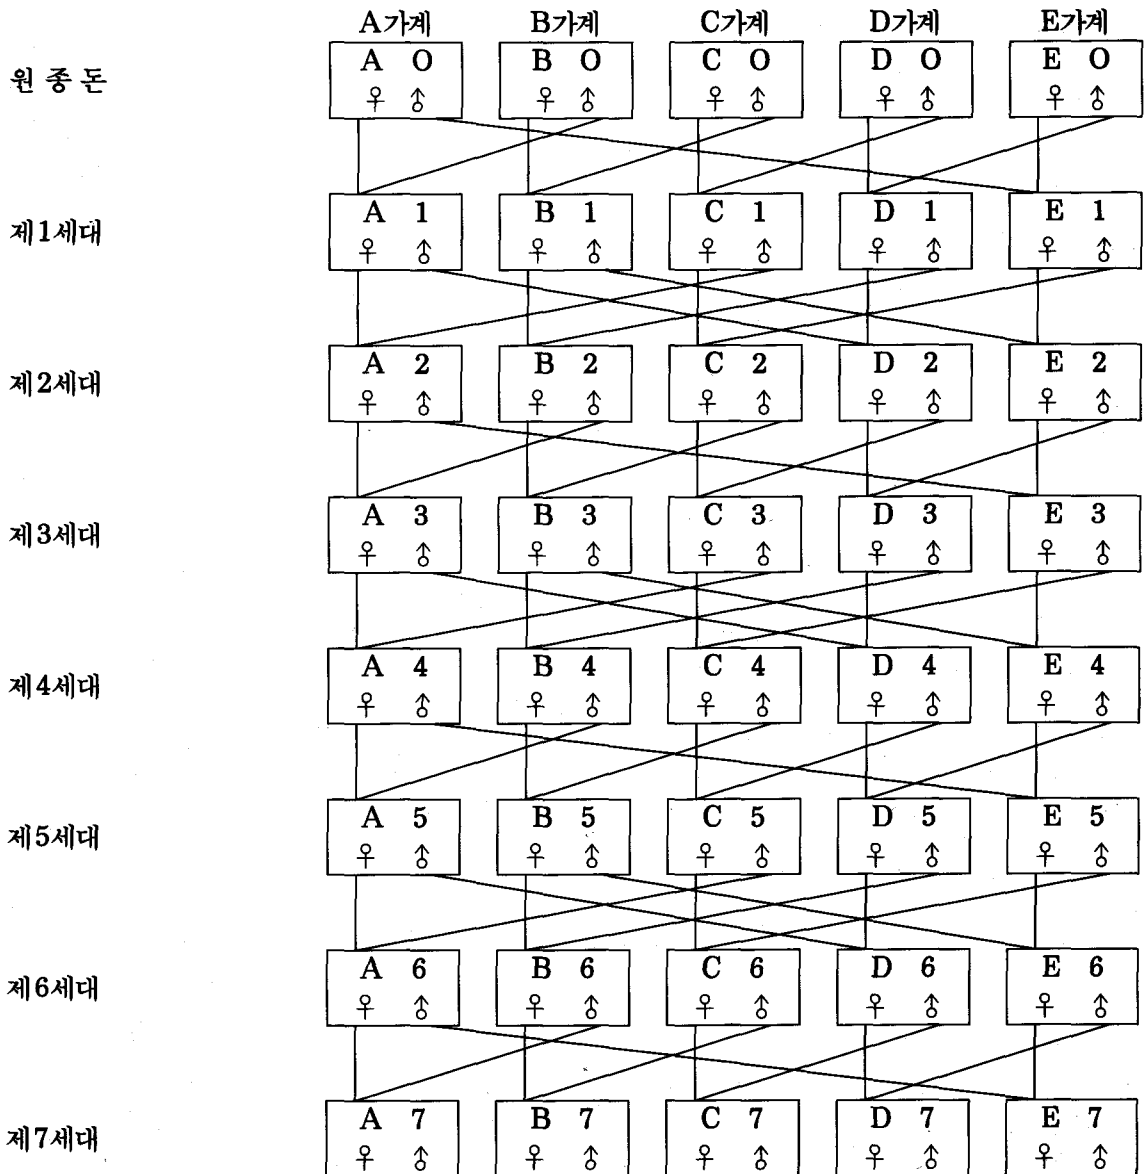 A가계 B가계 C가계 D가계 E가계
원 종 돈 A O B O C O D O E O
♀ ♂ ♀ ♂ ♀ ♂ ♀ ♂ ♀ ♂
제1세대 A 1 B 1 C 1 D 1 E 1
♀ ♂ ♀ ♂ ♀ ♂ ♀ ♂ ♀ ♂
제2세대 A 2 B 2 C 2 D 2 E 2
♀ ♂ ♀ ♂ ♀ ♂ ♀ ♂ ♀ ♂
제3세대 A 3 B 3 C 3 D 3 E 3
♀ ♂ ♀ ♂ ♀ ♂ ♀ ♂ ♀ ♂
제4세대 A 4 B 4 C 4 D 4 E 4
♀ ♂ ♀ ♂ ♀ ♂ ♀ ♂ ♀ ♂
제5세대 A 5 B 5 C 5 D 5 E 5
♀ ♂ ♀ ♂ ♀ ♂ ♀ ♂ ♀ ♂
제6세대 A 6 B 6 C 6 D 6 E 6
♀ ♂ ♀ ♂ ♀ ♂ ♀ ♂ ♀ ♂
제7세대 A 7 B 7 C 7 D 7 E 7
♀ ♂ ♀ ♂ ♀ ♂ ♀ ♂ ♀ ♂